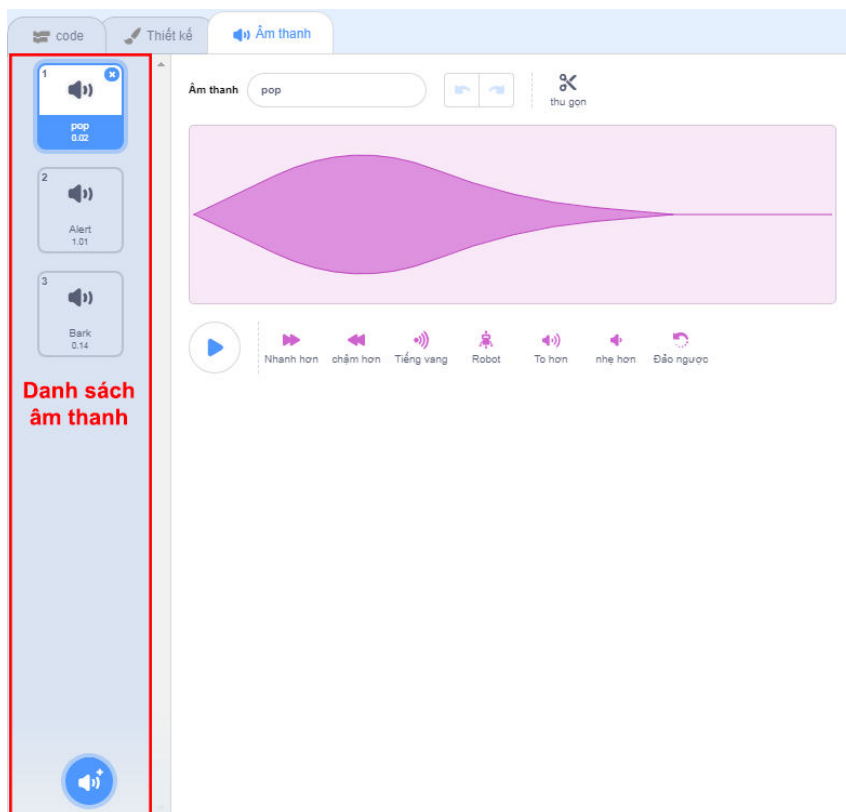 code
Thiết kế
Âm thanh
1
pop
0.02
2
Alert
1.01
3
Bark
0.14
Danh sách
âm thanh
Âm thanh
pop
thu gọn
Nhanh hơn
chậm hơn
Tiếng vang
Robot
To hơn
nhẹ hơn
Đảo ngược